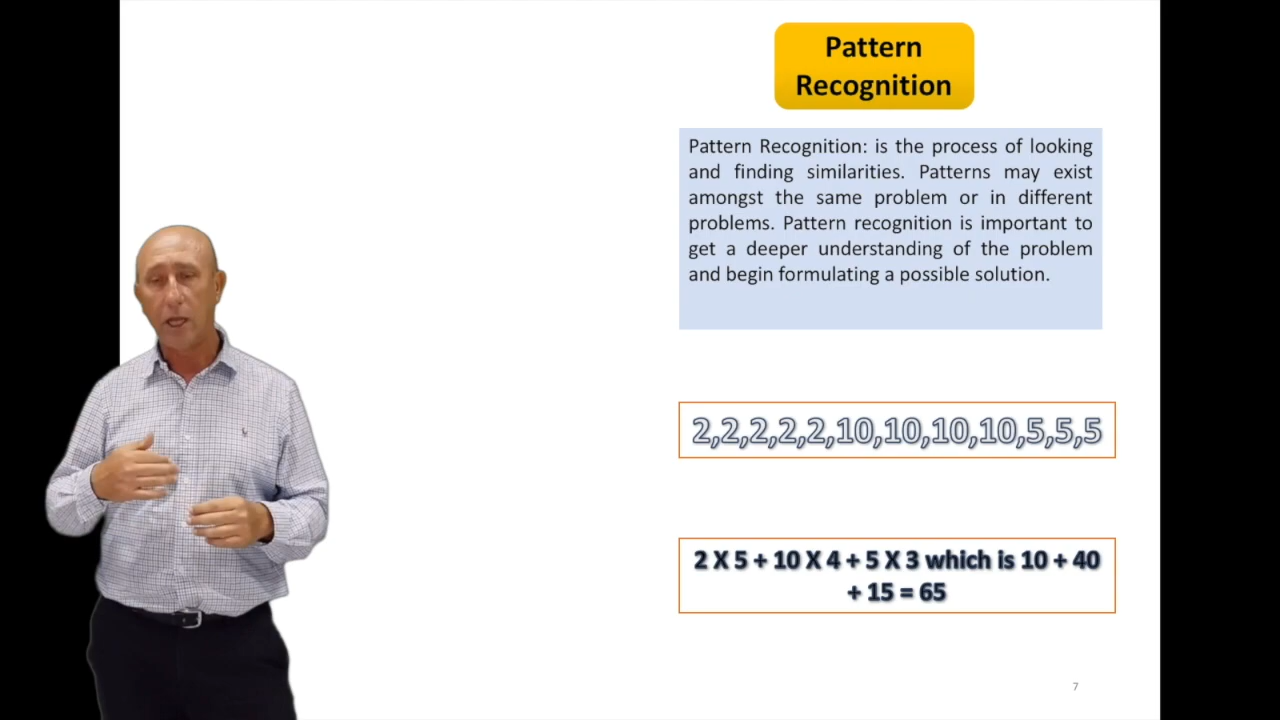 Pattern
Recognition
Pattern Recognition: is the process of looking
and finding similarities. Patterns may exist
amongst the same problem or in different
problems. Pattern recognition is important to
get a deeper understanding of the problem
and begin formulating a possible solution.
2,2,2,2,2,10,10,10,10,5,5,5
2 X 5 + 10 X 4 + 5 X 3 which is 10 + 40
+ 15 = 65
7